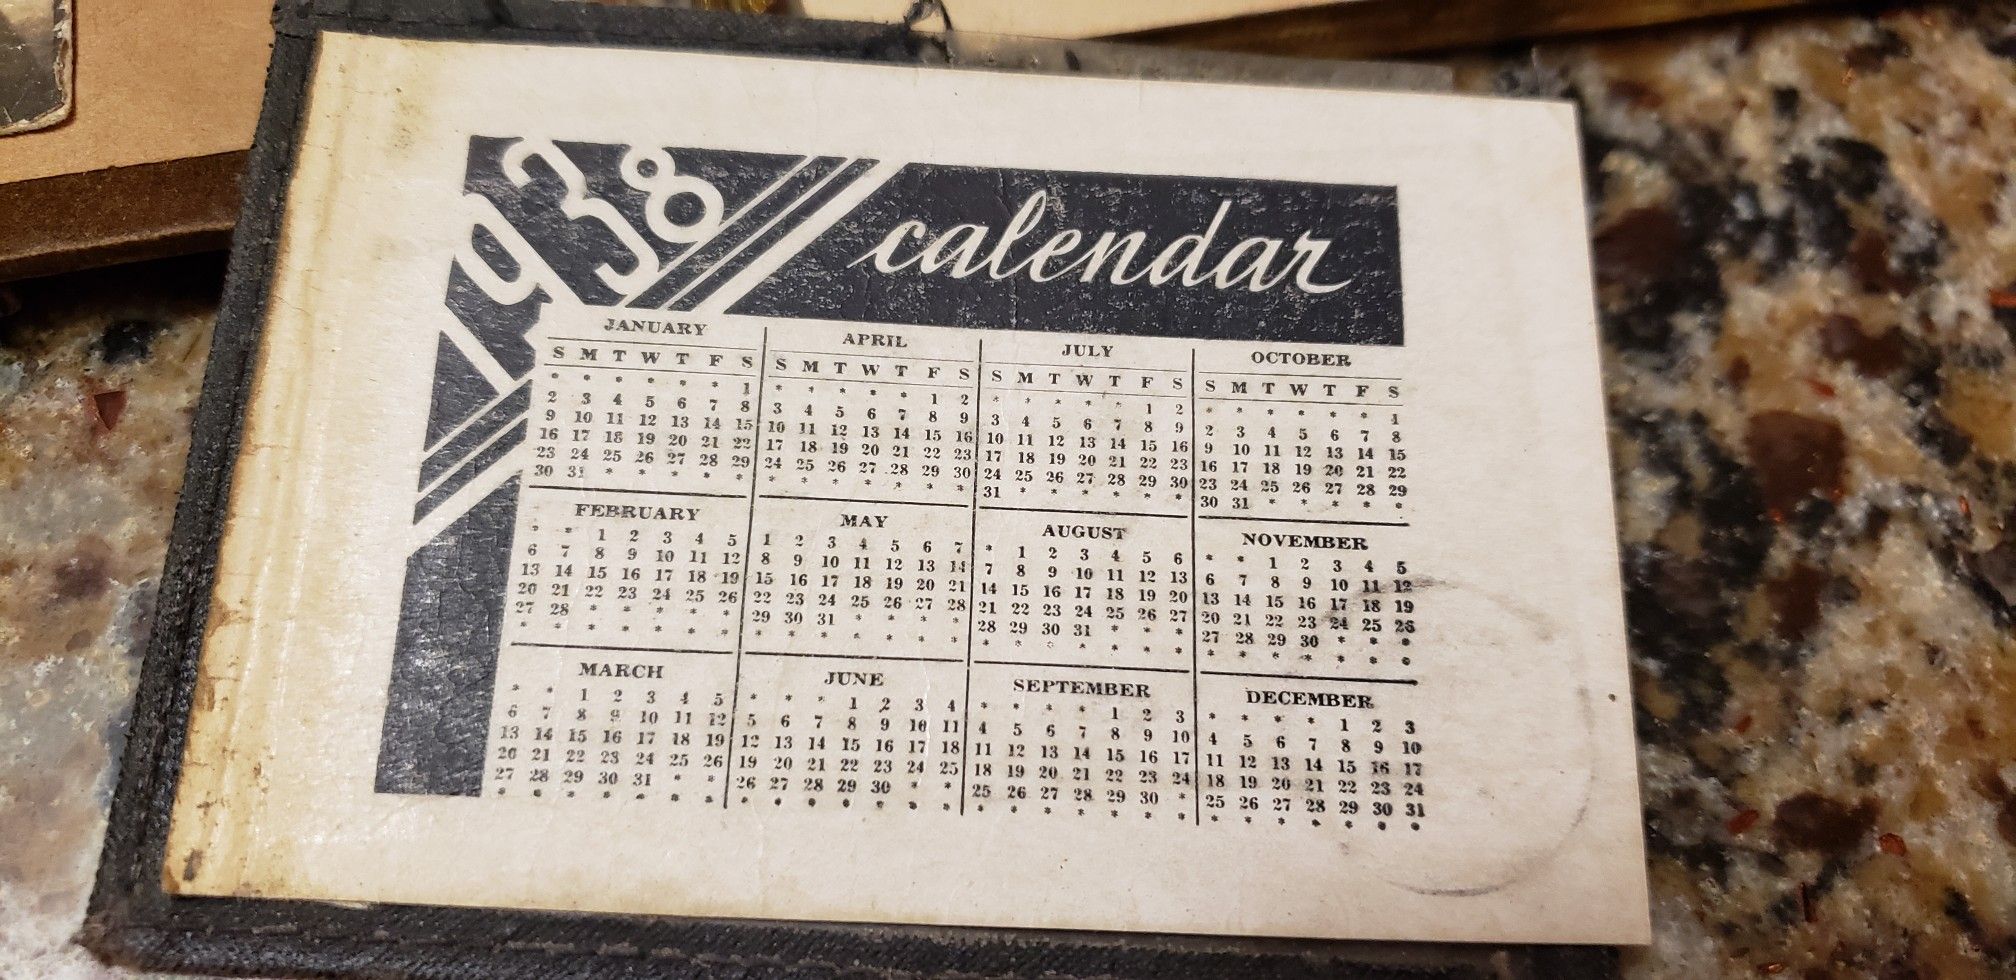 1938 calendar
JANUARY
S M T W T F S
* * * * * * 1
2 3 4 5 6 7 8
9 10 11 12 13 14 15
16 17 18 19 20 21 22
23 24 25 26 27 28 29
30 31 * * * * *
FEBRUARY
* * 1 2 3 4 5
6 7 8 9 10 11 12
13 14 15 16 17 18 19
20 21 22 23 24 25 26
27 28 * * * * *
* * * * * * *
MARCH
* * 1 2 3 4 5
6 7 8 9 10 11 12
13 14 15 16 17 18 19
20 21 22 23 24 25 26
27 28 29 30 31 * *
* * * * * * *
APRIL
S M T W T F S
* * * * * 1 2
3 4 5 6 7 8 9
10 11 12 13 14 15 16
17 18 19 20 21 22 23
24 25 26 27 28 29 30
* * * * * * *
MAY
1 2 3 4 5 6 7
8 9 10 11 12 13 14
15 16 17 18 19 20 21
22 23 24 25 26 27 28
29 30 31 * * * *
* * * * * * *
JUNE
* * * 1 2 3 4
5 6 7 8 9 10 11
12 13 14 15 16 17 18
19 20 21 22 23 24 25
26 27 28 29 30 * *
* * * * * * *
JULY
S M T W T F S
* * * * * 1 2
3 4 5 6 7 8 9
10 11 12 13 14 15 16
17 18 19 20 21 22 23
24 25 26 27 28 29 30
31 * * * * * *
AUGUST
* 1 2 3 4 5 6
7 8 9 10 11 12 13
14 15 16 17 18 19 20
21 22 23 24 25 26 27
28 29 30 31 * * *
* * * * * * *
SEPTEMBER
* * * * 1 2 3
4 5 6 7 8 9 10
11 12 13 14 15 16 17
18 19 20 21 22 23 24
25 26 27 28 29 30 *
* * * * * * *
OCTOBER
S M T W T F S
* * * * * * 1
2 3 4 5 6 7 8
9 10 11 12 13 14 15
16 17 18 19 20 21 22
23 24 25 26 27 28 29
30 31 * * * * *
NOVEMBER
* * 1 2 3 4 5
6 7 8 9 10 11 12
13 14 15 16 17 18 19
20 21 22 23 24 25 26
27 28 29 30 * * *
* * * * * * *
DECEMBER
* * * * 1 2 3
4 5 6 7 8 9 10
11 12 13 14 15 16 17
18 19 20 21 22 23 24
25 26 27 28 29 30 31
* * * * * * *